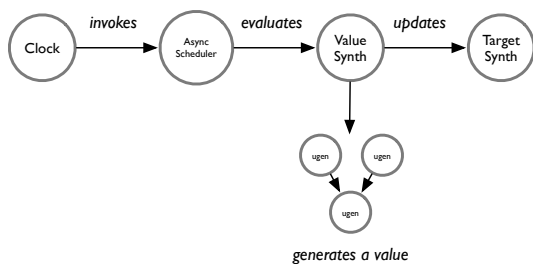 invokes
evaluates
updates
Clock
Async
Scheduler
Value
Synth
Target
Synth
ugen
ugen
ugen
generates a value